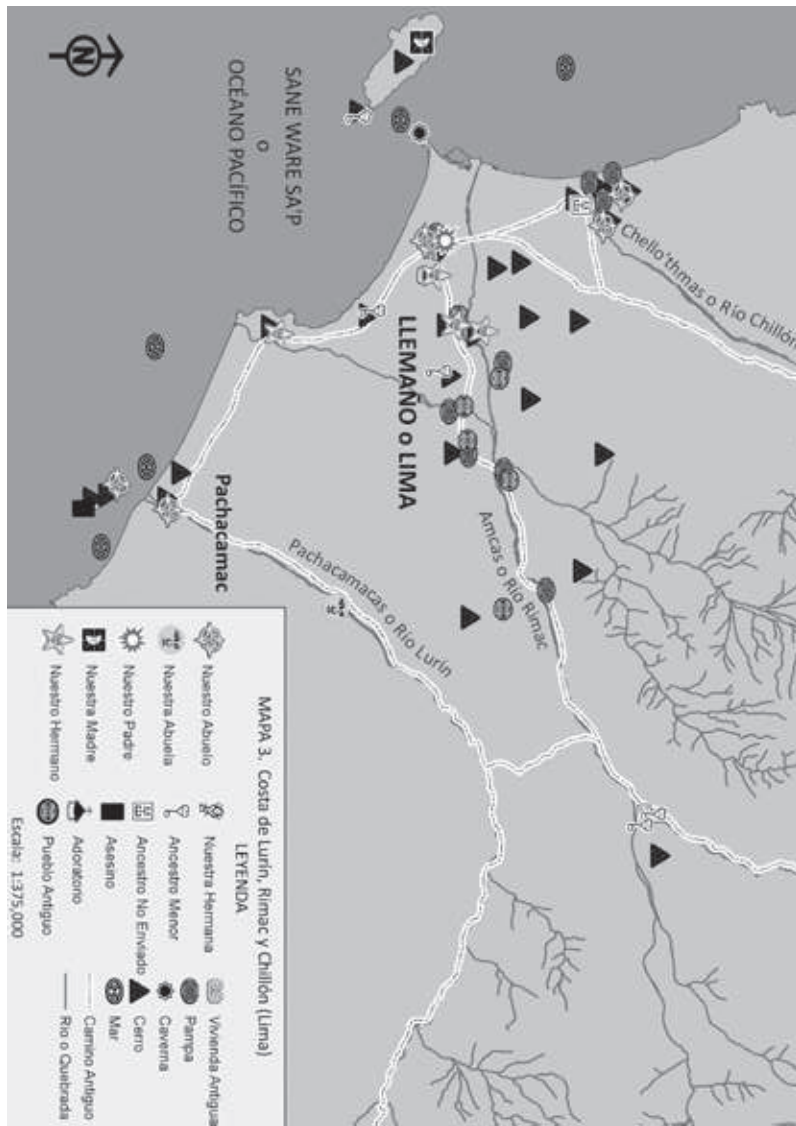 SANE WARE SA'P
O
OCÉANO PACÍFICO
N
Chello'thmas o Río Chillón
LLEMAÑO o LIMA
Amcas o Río Rimac
Pachacamac
Pachacamacas o Río Lurín
MAPA 3. Costa de Lurín, Rimac y Chillón (Lima)
LEYENDA
Nuestro Abuelo
Nuestra Abuela
Nuestro Padre
Nuestra Madre
Nuestro Hermano
Nuestra Hermana
Ancestro Menor
Ancestro No Enviado
Asesino
Adoratorio
Pueblo Antiguo
Vivienda Antigua
Pampa
Caverna
Cerro
Mar
Camino Antiguo
Río o Quebrada
Escala: 1:375,000